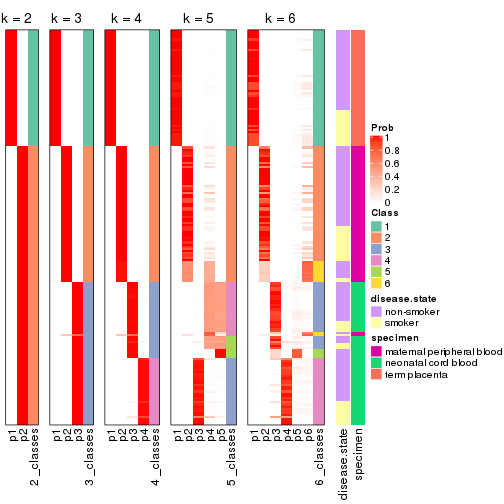 k = 2
k = 3
k = 4
k = 5
k = 6
p1
p2
2_classes
p1
p2
p3
3_classes
p1
p2
p3
p4
4_classes
p1
p2
p3
p4
p5
5_classes
p1
p2
p3
p4
p5
p6
6_classes
disease.state
specimen
Prob
1
0.8
0.6
0.4
0.2
0
Class
1
2
3
4
5
6
disease.state
non-smoker
smoker
specimen
maternal peripheral blood
neonatal cord blood
term placenta